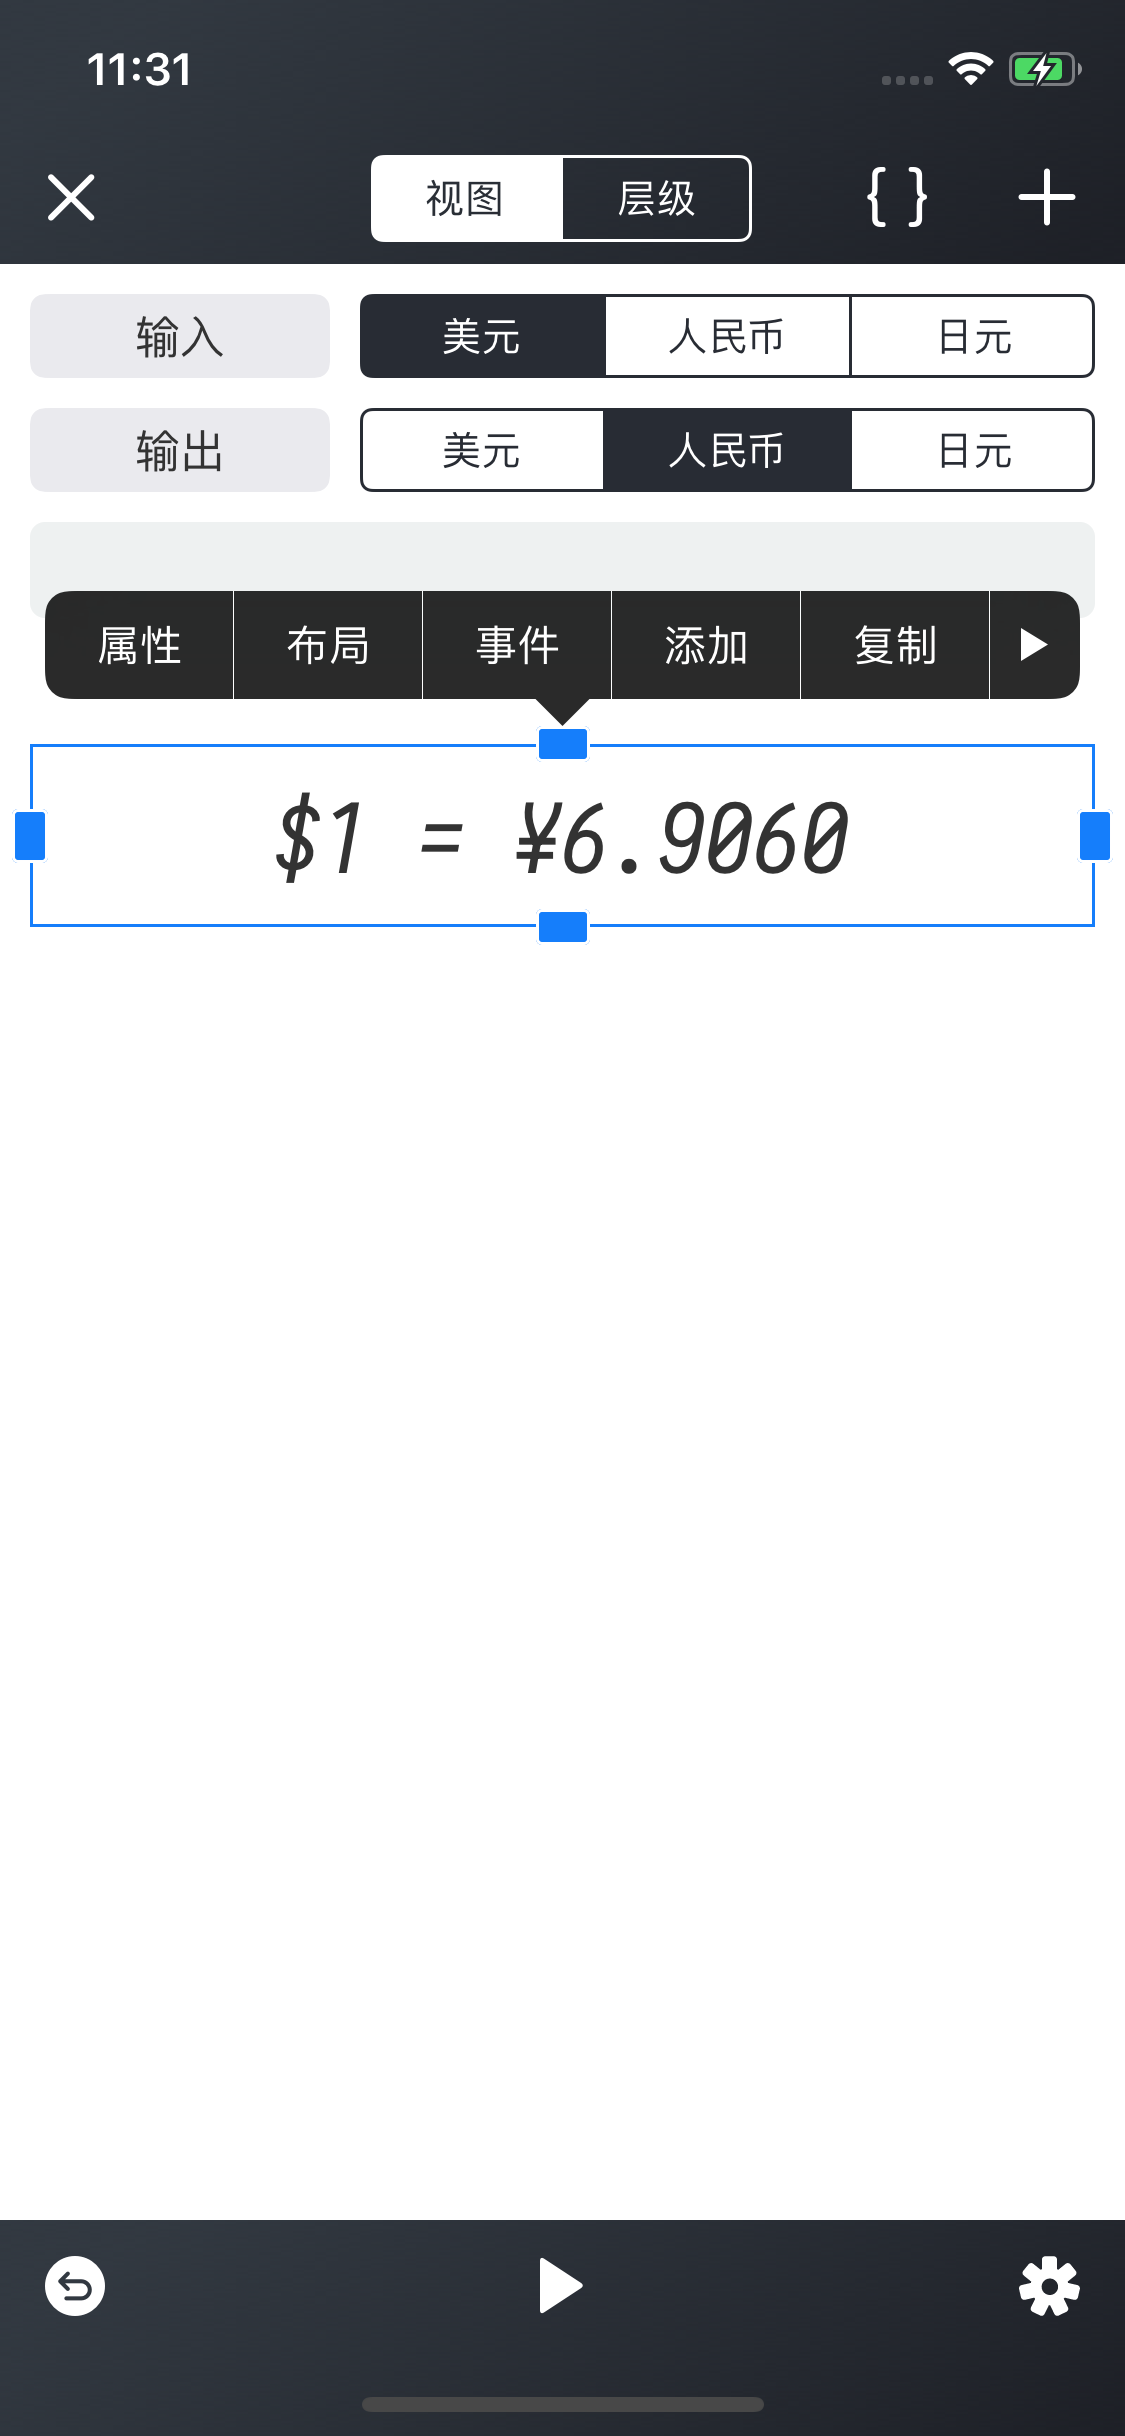 11:31
视图 层级 { }
输入 美元 人民币 日元
输出 美元 人民币 日元
属性 布局 事件 添加 复制
$1 = ¥6.9060